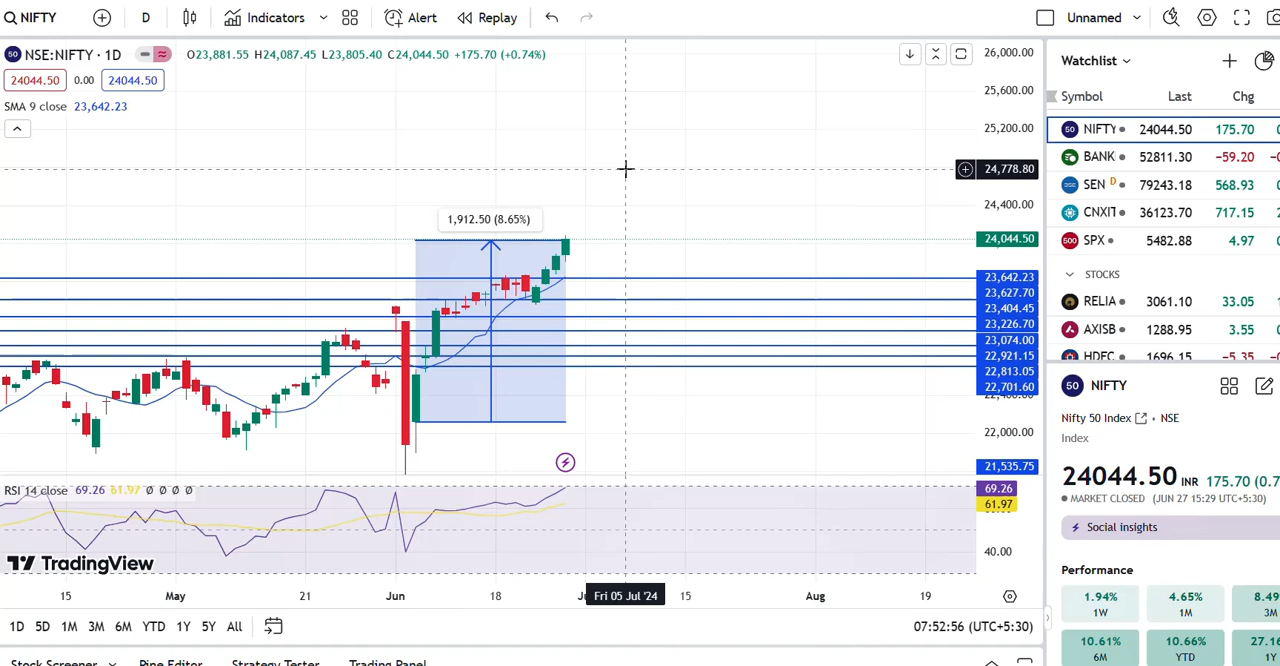 NIFTY
D
Indicators
Alert
Replay
Unnamed
50 NSE:NIFTY · 1D
O23,881.55 H24,087.45 L23,805.40 C24,044.50 +175.70 (+0.74%)
24044.50 0.00 24044.50
SMA 9 close 23,642.23
1,912.50 (8.65%)
26,000.00
25,600.00
25,200.00
24,778.80
24,400.00
24,044.50
23,642.23
23,627.70
23,404.45
23,226.70
23,074.00
22,921.15
22,813.05
22,701.60
22,400.00
22,000.00
21,535.75
RSI 14 close 69.26 61.97 Ø Ø Ø Ø
69.26
61.97
40.00
TradingView
15 May 21 Jun 18 Fri 05 Jul '24 15 Aug 19
1D 5D 1M 3M 6M YTD 1Y 5Y All
07:52:56 (UTC+5:30)
Stock Screener Pine Editor Strategy Tester Trading Panel
Watchlist
Symbol Last Chg
50 NIFTY 24044.50 175.70
BANK 52811.30 −59.20
SEN D 79243.18 568.93
CNXIT 36123.70 717.15
500 SPX 5482.88 4.97
STOCKS
RELIA 3061.10 33.05
AXISB 1288.95 3.55
HDFC 1696.15 −5.35
50 NIFTY
Nifty 50 Index • NSE
Index
24044.50 INR 175.70 (0.7
MARKET CLOSED (JUN 27 15:29 UTC+5:30)
Social insights
Performance
1.94% 4.65% 8.49
1W 1M 3M
10.61% 10.66% 27.16
6M YTD 1Y